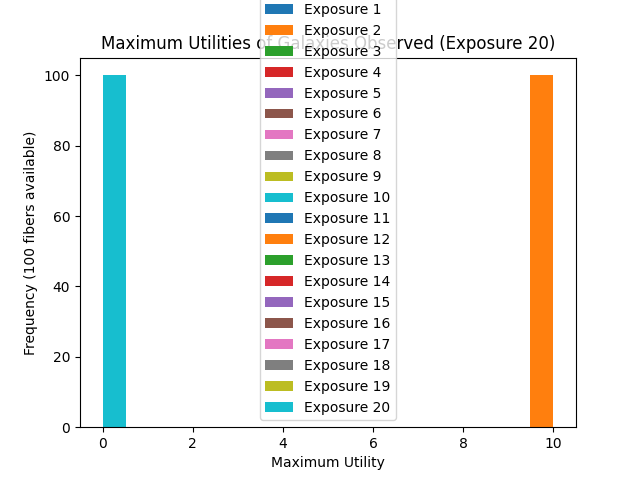 Maximum Utilities of Galaxies Observed (Exposure 20)
Exposure 1
Exposure 2
Exposure 3
Exposure 4
Exposure 5
Exposure 6
Exposure 7
Exposure 8
Exposure 9
Exposure 10
Exposure 11
Exposure 12
Exposure 13
Exposure 14
Exposure 15
Exposure 16
Exposure 17
Exposure 18
Exposure 19
Exposure 20
Frequency (100 fibers available)
100
80
60
40
20
0
0 2 4 6 8 10
Maximum Utility